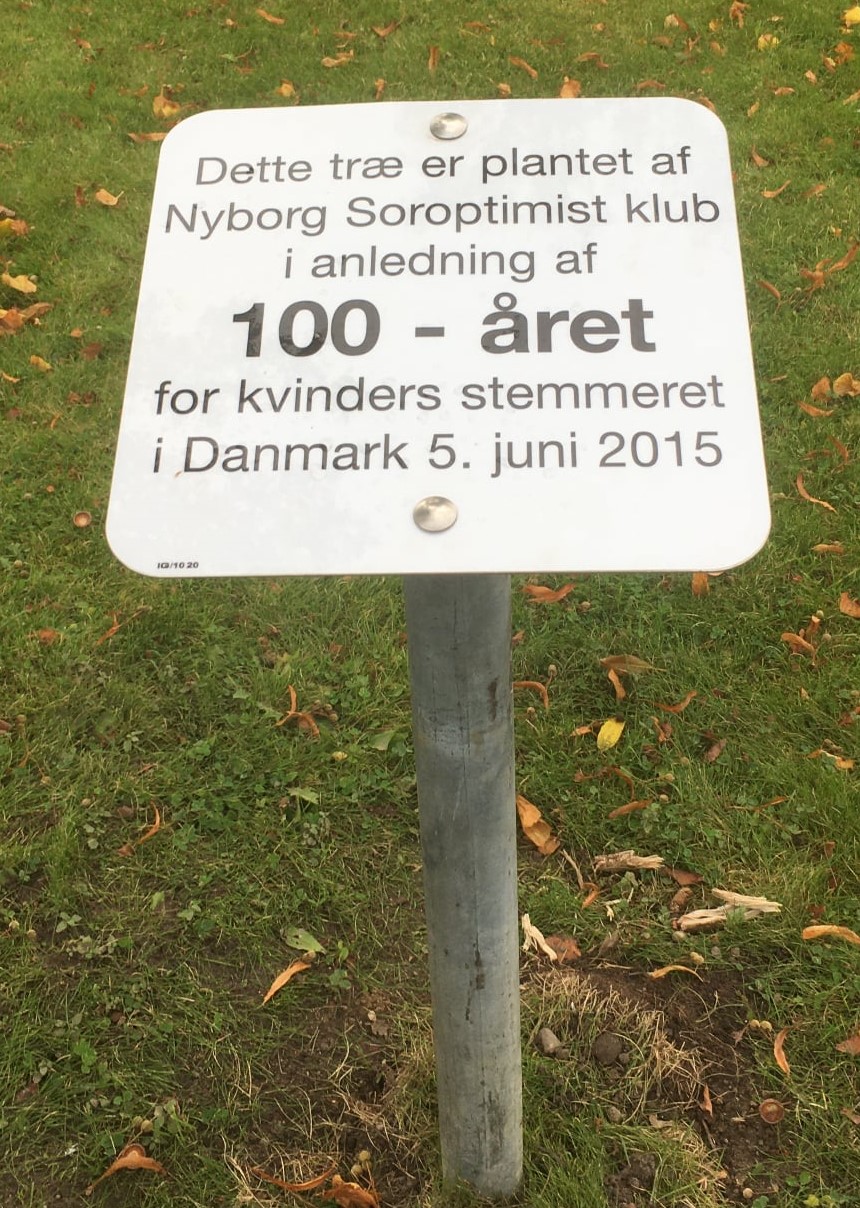 Dette træ er plantet af
Nyborg Soroptimist klub
i anledning af
100 - året
for kvinders stemmeret
i Danmark 5. juni 2015